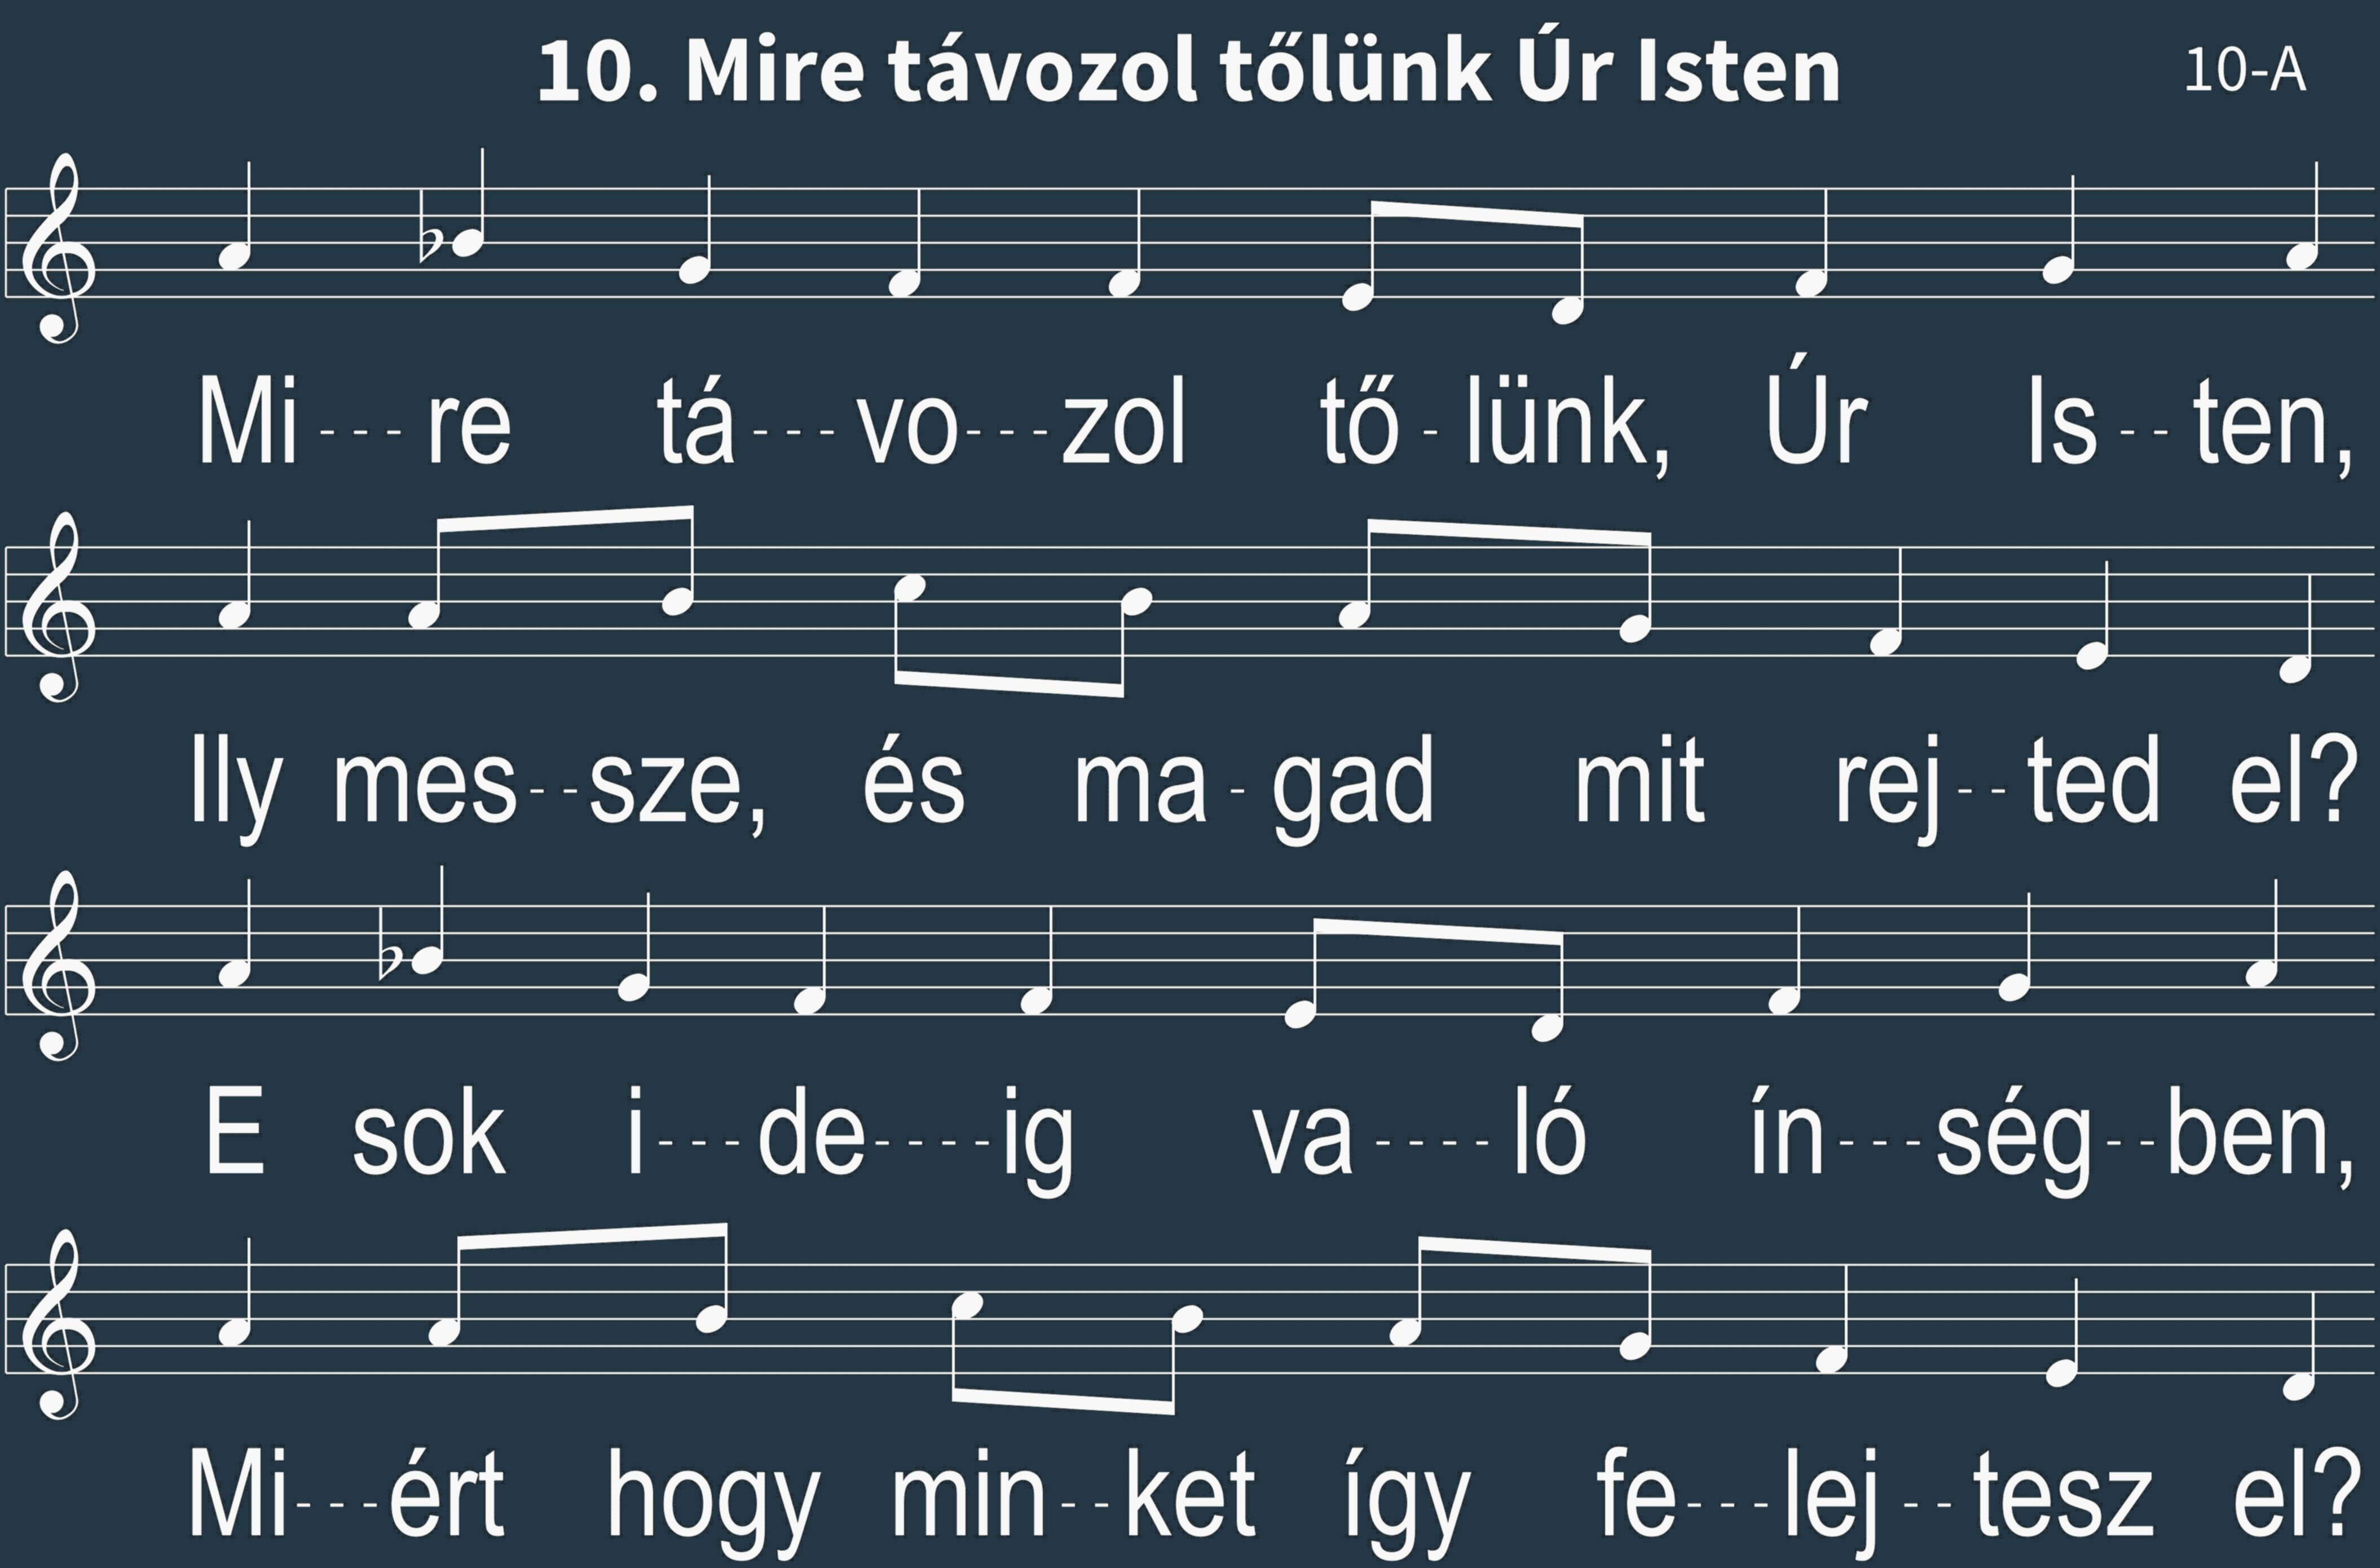 10. Mire távozol tőlünk Úr Isten 10-A
Mi---re tá---vo---zol tő-lünk, Úr Is--ten,
Ily mes--sze, és ma-gad mit rej--ted el?
E sok i---de----ig va----ló ín---ség--ben,
Mi---ért hogy min--ket így fe---lej--tesz el?